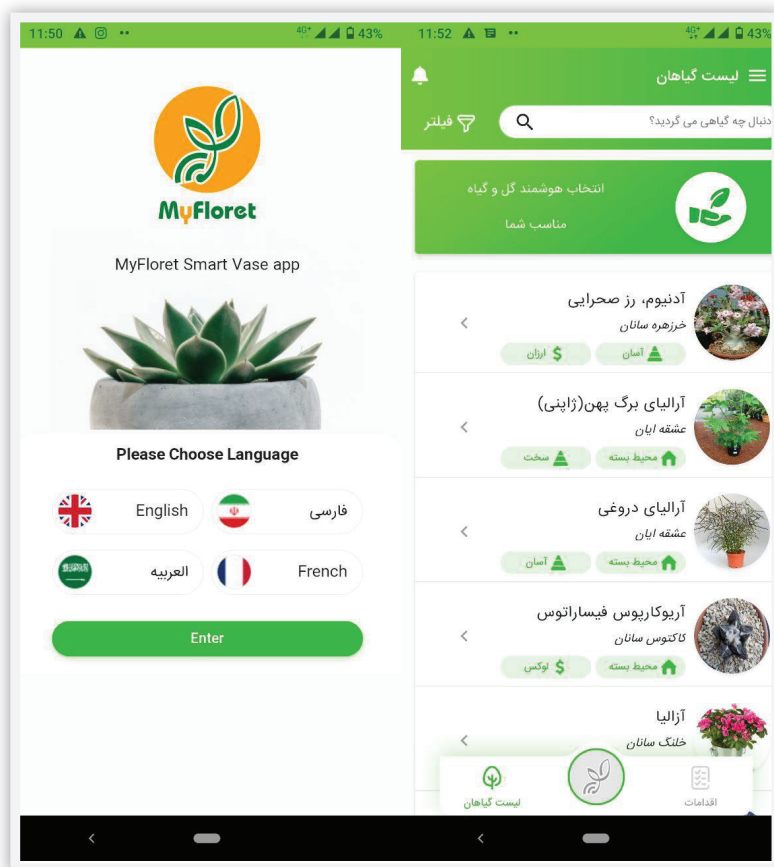 11:50
4G+
43%
MyFloret
MyFloret Smart Vase app
Please Choose Language
English
فارسی
العربیه
French
Enter
11:52
4G+
43%
لیست گیاهان
دنبال چه گیاهی می گردید؟
فیلتر
انتخاب هوشمند گل و گیاه
مناسب شما
آدنیوم، رز صحرایی
خرزهره سانان
آسان
ارزان
آرالیای برگ پهن(ژاپنی)
عشقه ایان
محیط بسته
سخت
آرالیای دروغی
عشقه ایان
محیط بسته
آسان
آریوکارپوس فیساراتوس
کاکتوس سانان
محیط بسته
لوکس
آزالیا
خلنگ سانان
اقدامات
لیست گیاهان